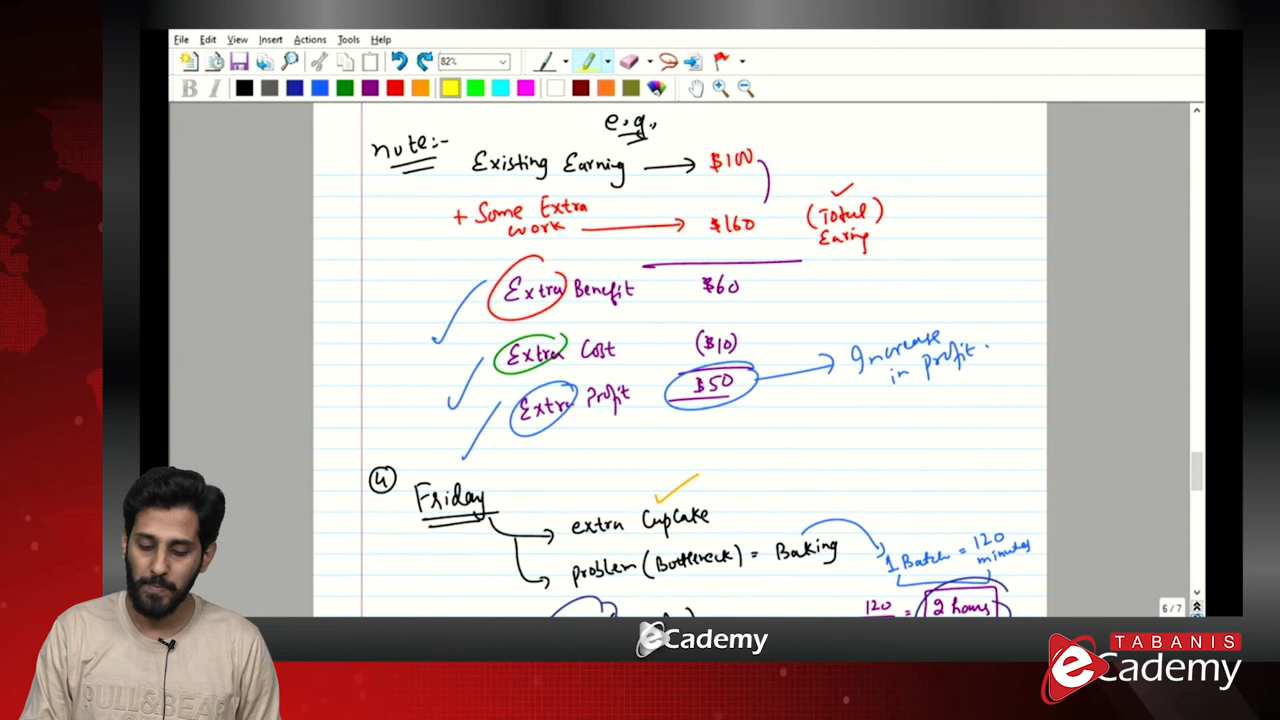 File Edit View Insert Actions Tools Help
82%
B I
e.g.,
note:-
Existing Earning → $100
+ Some Extra work → $160 (Total) Earing
Extra Benefit $60
Extra Cost ($10)
Extra Profit $50 → Increase in profit.
④ Friday
→ extra Cupcake
→ problem (Bottleneck) = Baking
1 Batch = 120 minutes
120 = 2 hours
6 / 7
PULL&BEAR
eCademy
TABANIS
eCademy